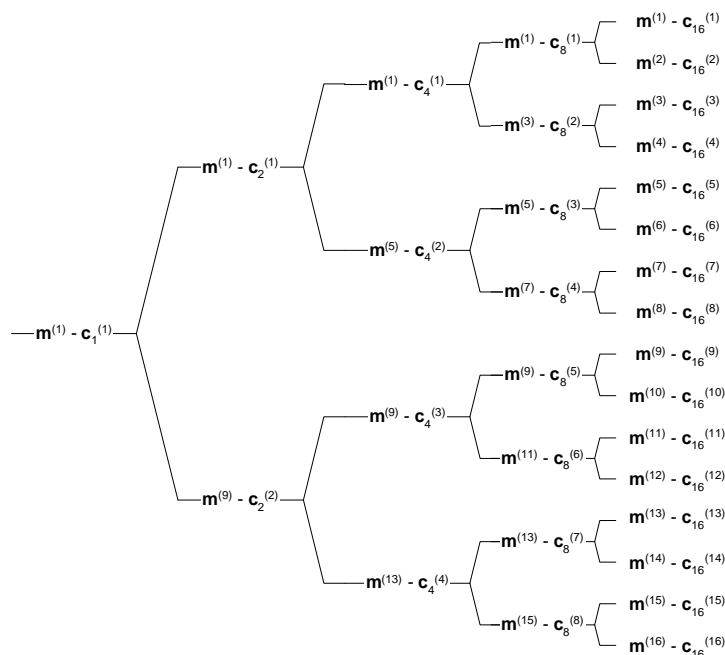 m(1) - c16(1)
m(1) - c8(1)
m(2) - c16(2)
m(1) - c4(1)
m(3) - c16(3)
m(3) - c8(2)
m(4) - c16(4)
m(1) - c2(1)
m(5) - c16(5)
m(5) - c8(3)
m(6) - c16(6)
m(5) - c4(2)
m(7) - c16(7)
m(7) - c8(4)
m(8) - c16(8)
m(1) - c1(1)
m(9) - c16(9)
m(9) - c8(5)
m(10) - c16(10)
m(9) - c4(3)
m(11) - c16(11)
m(11) - c8(6)
m(12) - c16(12)
m(9) - c2(2)
m(13) - c16(13)
m(13) - c8(7)
m(14) - c16(14)
m(13) - c4(4)
m(15) - c16(15)
m(15) - c8(8)
m(16) - c16(16)